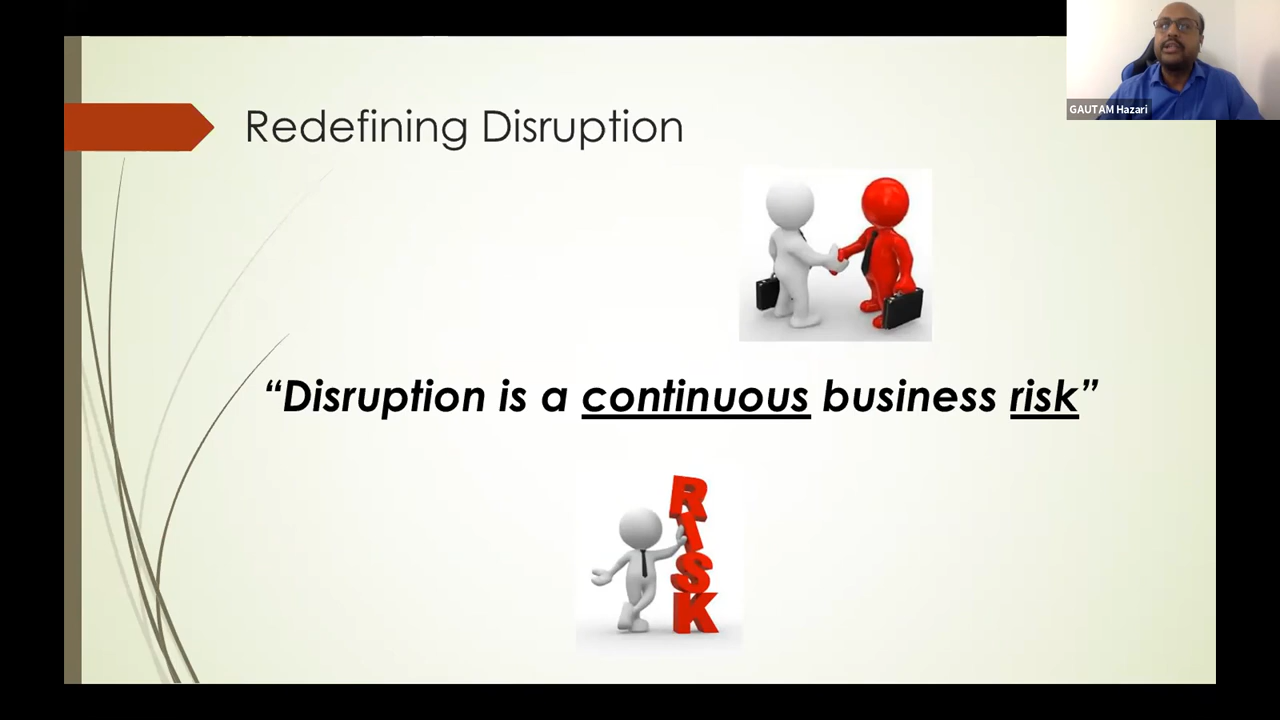 GAUTAM Hazari
Redefining Disruption
“Disruption is a continuous business risk”
RISK